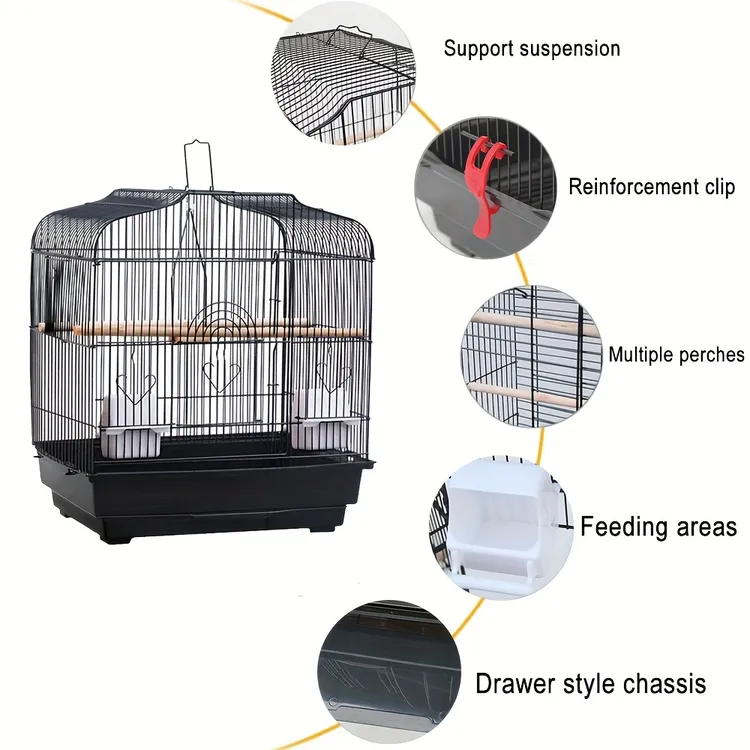 Support suspension
Reinforcement clip
Multiple perches
Feeding areas
Drawer style chassis